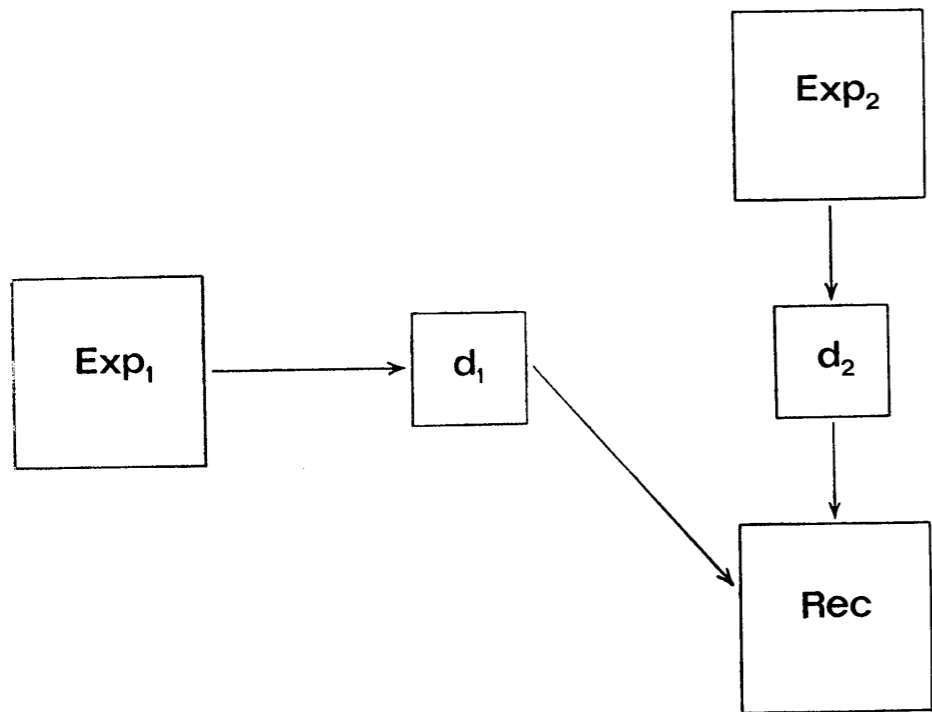 Exp₂
Exp₁
d₁
d₂
Rec